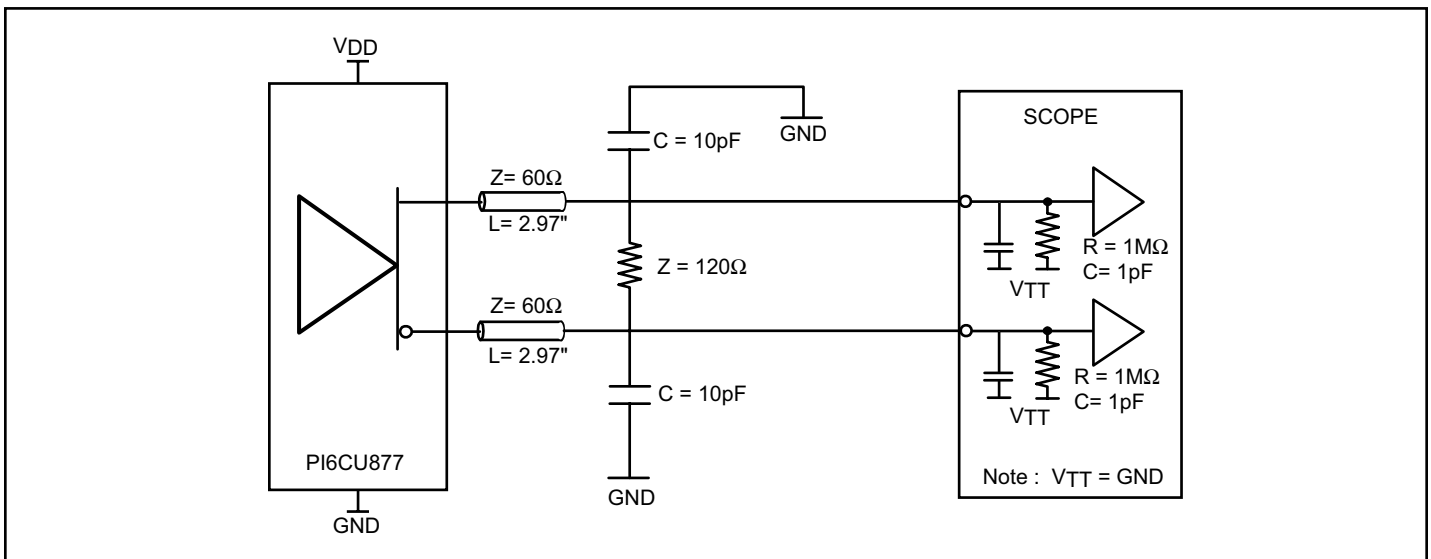 VDD
PI6CU877
GND
Z= 60Ω
L= 2.97"
Z= 60Ω
L= 2.97"
C = 10pF
GND
Z = 120Ω
C = 10pF
GND
SCOPE
R = 1MΩ
C= 1pF
VTT
R = 1MΩ
C= 1pF
VTT
Note : VTT = GND